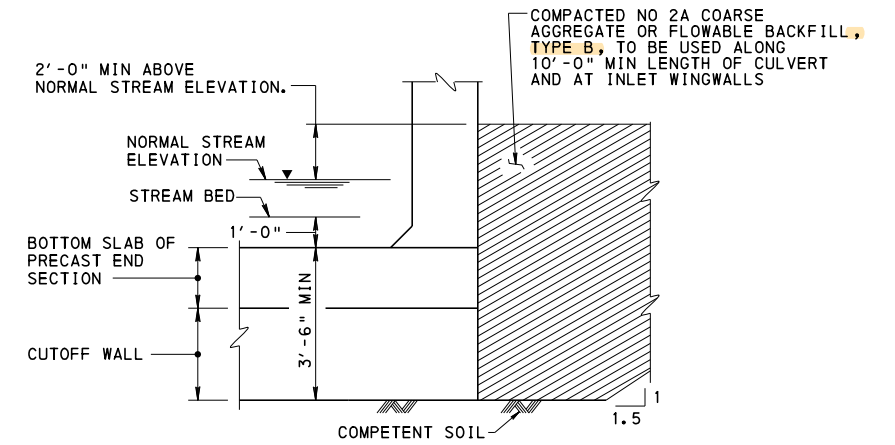 COMPACTED NO 2A COARSE
AGGREGATE OR FLOWABLE BACKFILL,
TYPE B, TO BE USED ALONG
10'-0" MIN LENGTH OF CULVERT
AND AT INLET WINGWALLS
2'-0" MIN ABOVE
NORMAL STREAM ELEVATION.
NORMAL STREAM
ELEVATION
STREAM BED
1'-0"
BOTTOM SLAB OF
PRECAST END
SECTION
3'-6" MIN
CUTOFF WALL
1
1.5
COMPETENT SOIL